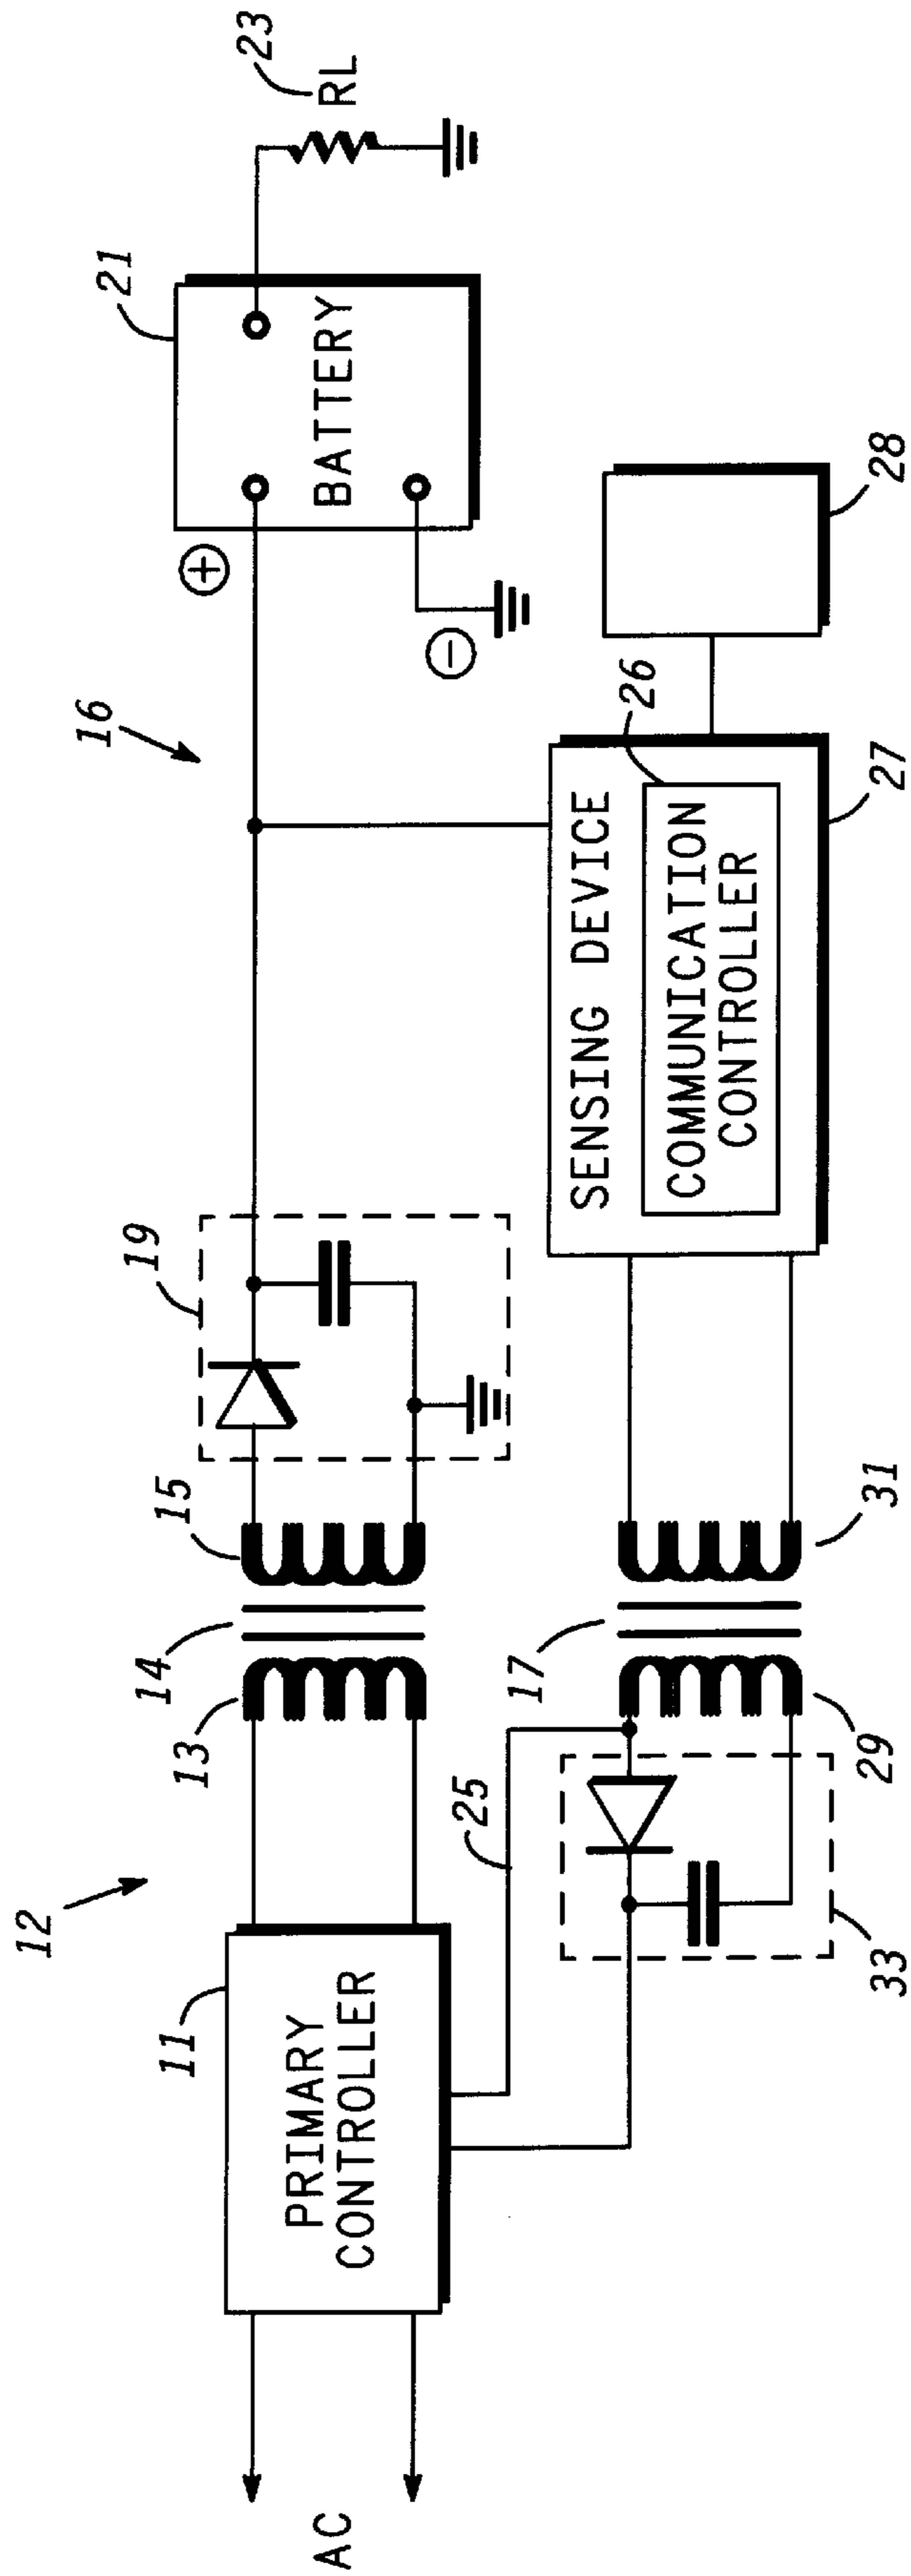 12
16
11
13
14
15
19
21
23
RL
AC
PRIMARY
CONTROLLER
+
BATTERY
−
25
17
SENSING DEVICE
26
COMMUNICATION
CONTROLLER
33
29
31
27
28